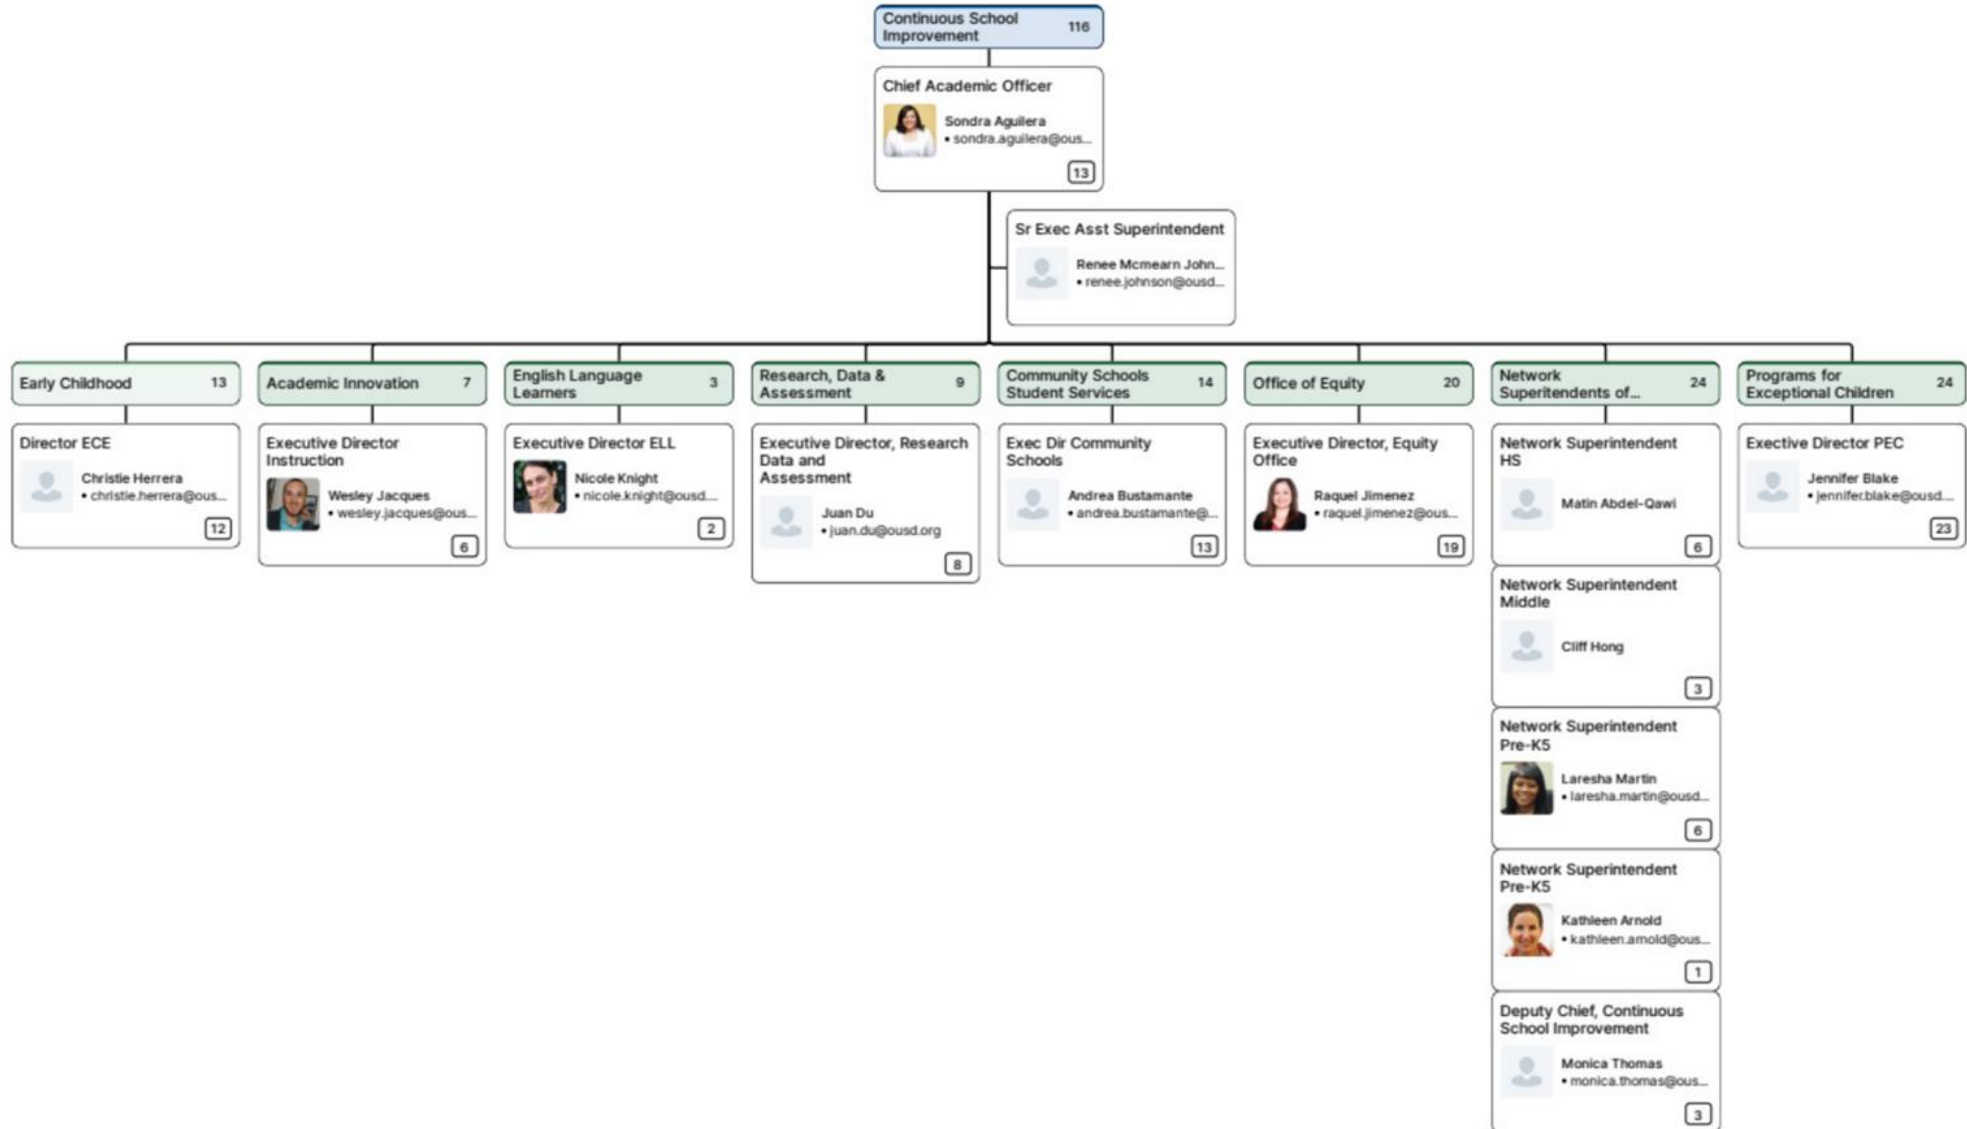 Continuous School
Improvement
116
Chief Academic Officer
Sondra Aguilera
• sondra.aguilera@ous...
13
Sr Exec Asst Superintendent
Renee Mcmearn John...
• renee.johnson@ousd...
Early Childhood
13
Director ECE
Christie Herrera
• christie.herrera@ous...
12
Academic Innovation
7
Executive Director
Instruction
Wesley Jacques
• wesley.jacques@ous...
6
English Language
Learners
3
Executive Director ELL
Nicole Knight
• nicole.knight@ousd....
2
Research, Data &
Assessment
9
Executive Director, Research
Data and
Assessment
Juan Du
• juan.du@ousd.org
8
Community Schools
Student Services
14
Exec Dir Community
Schools
Andrea Bustamante
• andrea.bustamante@...
13
Office of Equity
20
Executive Director, Equity
Office
Raquel Jimenez
• raquel.jimenez@ous...
19
Network
Superitendents of...
24
Network Superintendent
HS
Matin Abdel-Qawi
6
Network Superintendent
Middle
Cliff Hong
3
Network Superintendent
Pre-K5
Laresha Martin
• laresha.martin@ousd...
6
Network Superintendent
Pre-K5
Kathleen Arnold
• kathleen.arnold@ous...
1
Deputy Chief, Continuous
School Improvement
Monica Thomas
• monica.thomas@ous...
3
Programs for
Exceptional Children
24
Exective Director PEC
Jennifer Blake
• jennifer.blake@ousd....
23